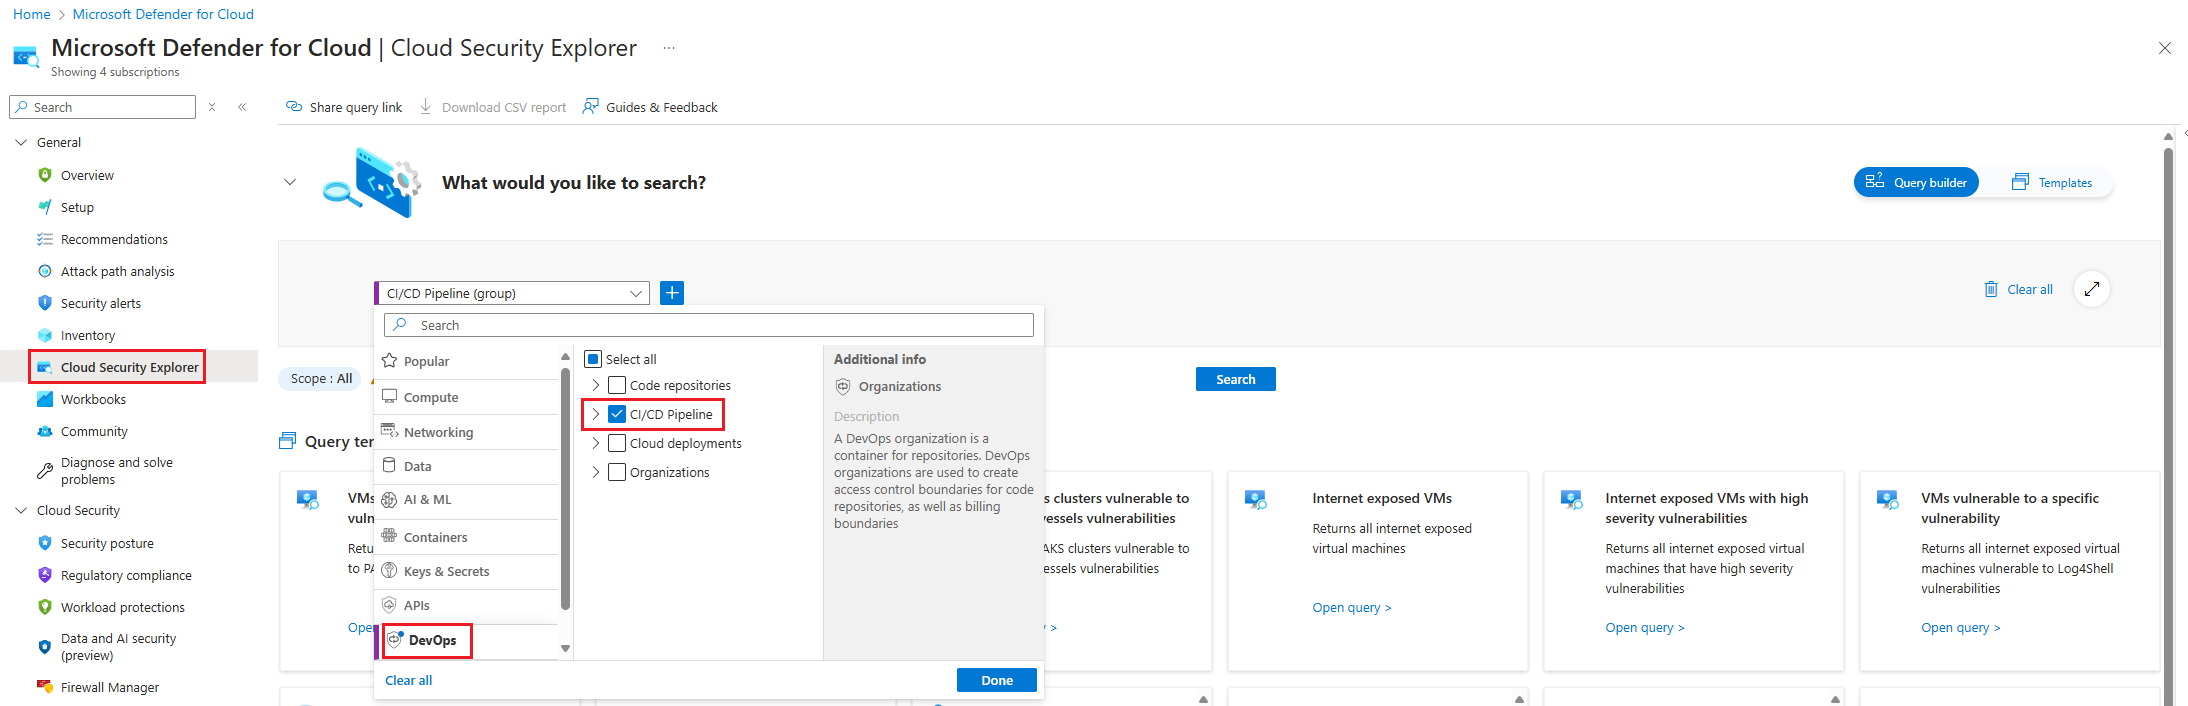 Home > Microsoft Defender for Cloud
Microsoft Defender for Cloud | Cloud Security Explorer ...
Showing 4 subscriptions
Search
Share query link
Download CSV report
Guides & Feedback
General
Overview
Setup
Recommendations
Attack path analysis
Security alerts
Inventory
Cloud Security Explorer
Workbooks
Community
Diagnose and solve
problems
Cloud Security
Security posture
Regulatory compliance
Workload protections
Data and AI security
(preview)
Firewall Manager
What would you like to search?
Query builder
Templates
CI/CD Pipeline (group)
Clear all
Search
Popular
Compute
Networking
Data
AI & ML
Containers
Keys & Secrets
APIs
DevOps
Select all
Code repositories
CI/CD Pipeline
Cloud deployments
Organizations
Additional info
Organizations
Description
A DevOps organization is a
container for repositories. DevOps
organizations are used to create
access control boundaries for code
repositories, as well as billing
boundaries
Clear all
Done
Scope : All
Search
Query
VMs
to
clusters vulnerable to
vulnerabilities
AKS clusters vulnerable to
vulnerabilities
>
Internet exposed VMs
Returns all internet exposed
virtual machines
Open query >
Internet exposed VMs with high
severity vulnerabilities
Returns all internet exposed virtual
machines that have high severity
vulnerabilities
Open query >
VMs vulnerable to a specific
vulnerability
Returns all internet exposed virtual
machines vulnerable to Log4Shell
vulnerabilities
Open query >